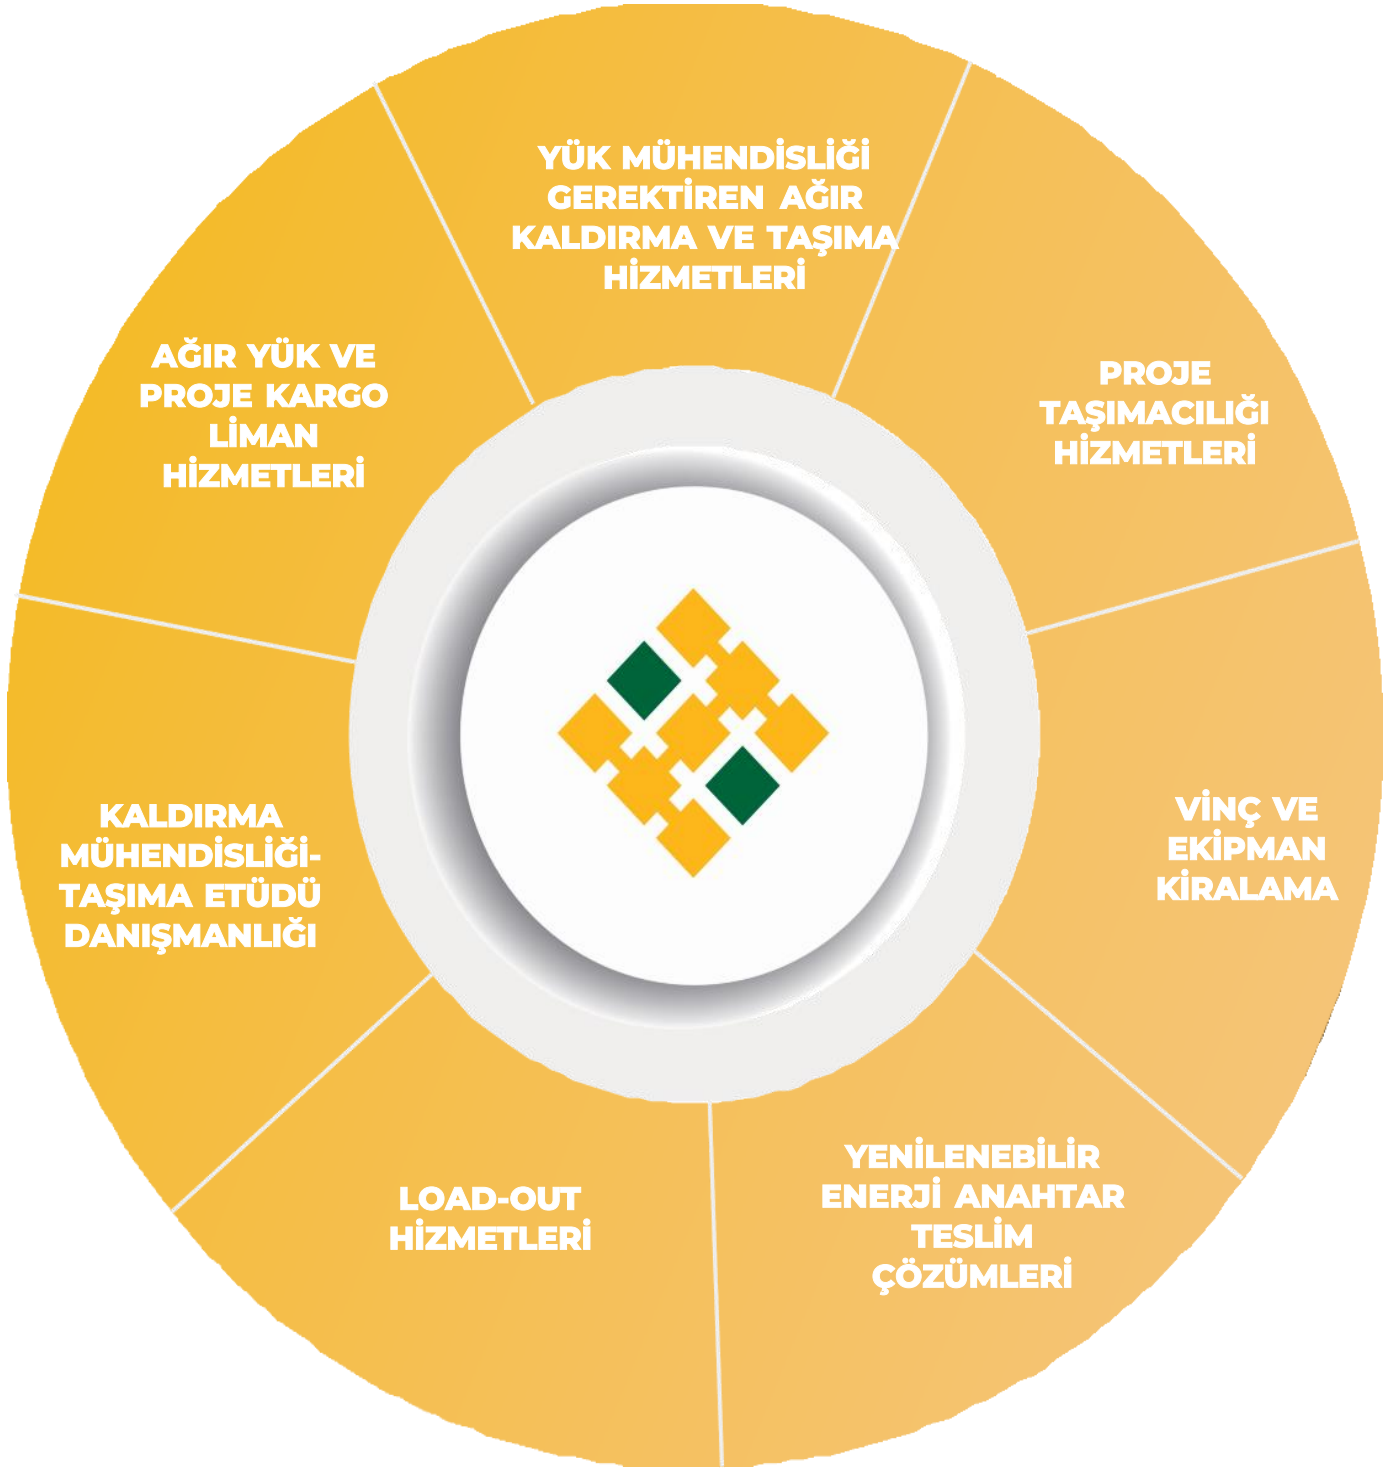 YÜK MÜHENDİSLİĞİ
GEREKTİREN AĞIR
KALDIRMA VE TAŞIMA
HİZMETLERİ
PROJE
TAŞIMACILIĞI
HİZMETLERİ
VİNÇ VE
EKİPMAN
KİRALAMA
YENİLENEBİLİR
ENERJİ ANAHTAR
TESLİM
ÇÖZÜMLERİ
LOAD-OUT
HİZMETLERİ
KALDIRMA
MÜHENDİSLİĞİ-
TAŞIMA ETÜDÜ
DANIŞMANLIĞI
AĞIR YÜK VE
PROJE KARGO
LİMAN
HİZMETLERİ